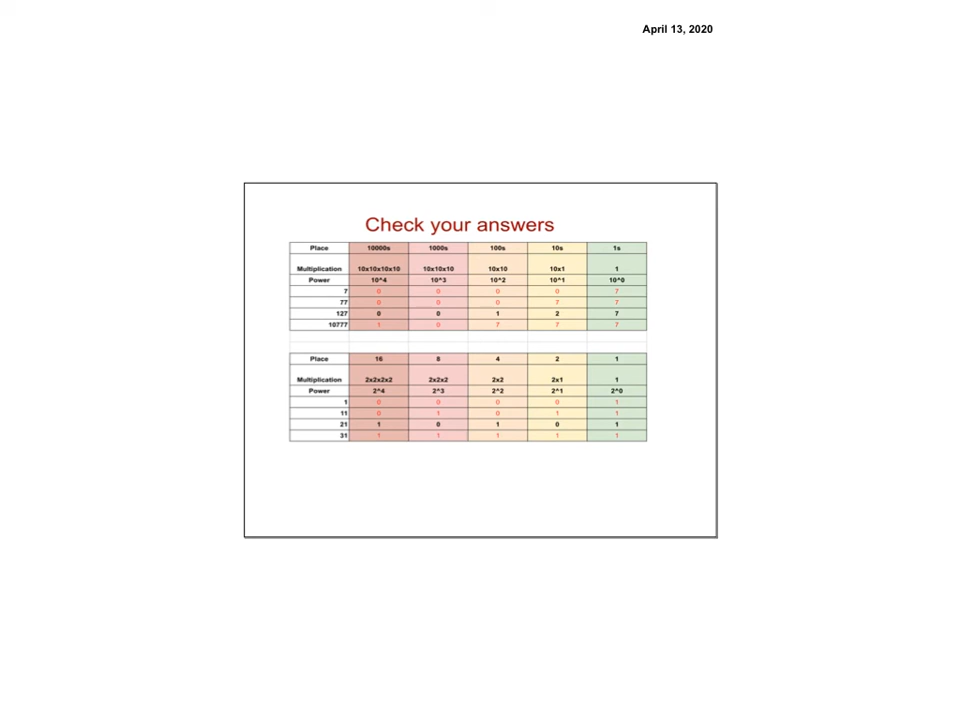 April 13, 2020
Check your answers
Place 10000s 1000s 100s 10s 1s
Multiplication 10x10x10x10 10x10x10 10x10 10x1 1
Power 10^4 10^3 10^2 10^1 10^0
7 0 0 0 0 7
77 0 0 0 7 7
127 0 0 1 2 7
10777 1 0 7 7 7
Place 16 8 4 2 1
Multiplication 2x2x2x2 2x2x2 2x2 2x1 1
Power 2^4 2^3 2^2 2^1 2^0
1 0 0 0 0 1
11 0 1 0 1 1
21 1 0 1 0 1
31 1 1 1 1 1